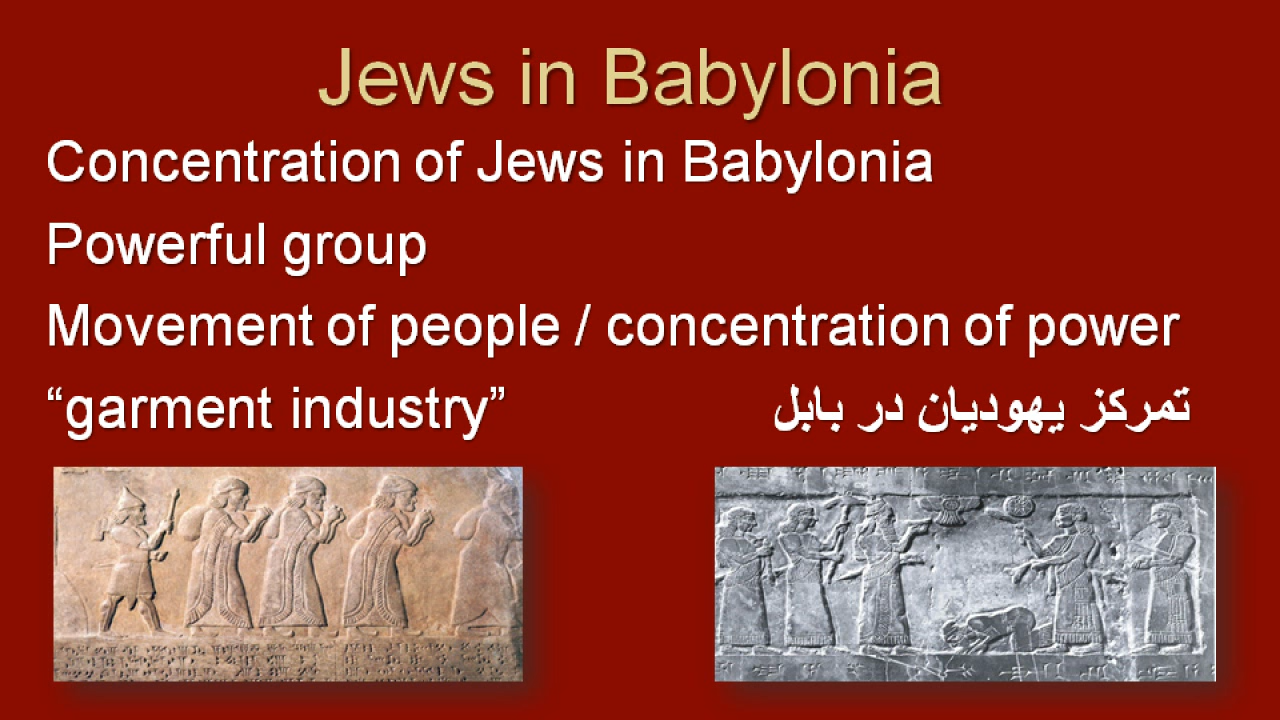 Jews in Babylonia
Concentration of Jews in Babylonia
Powerful group
Movement of people / concentration of power
“garment industry”
تمرکز یهودیان در بابل